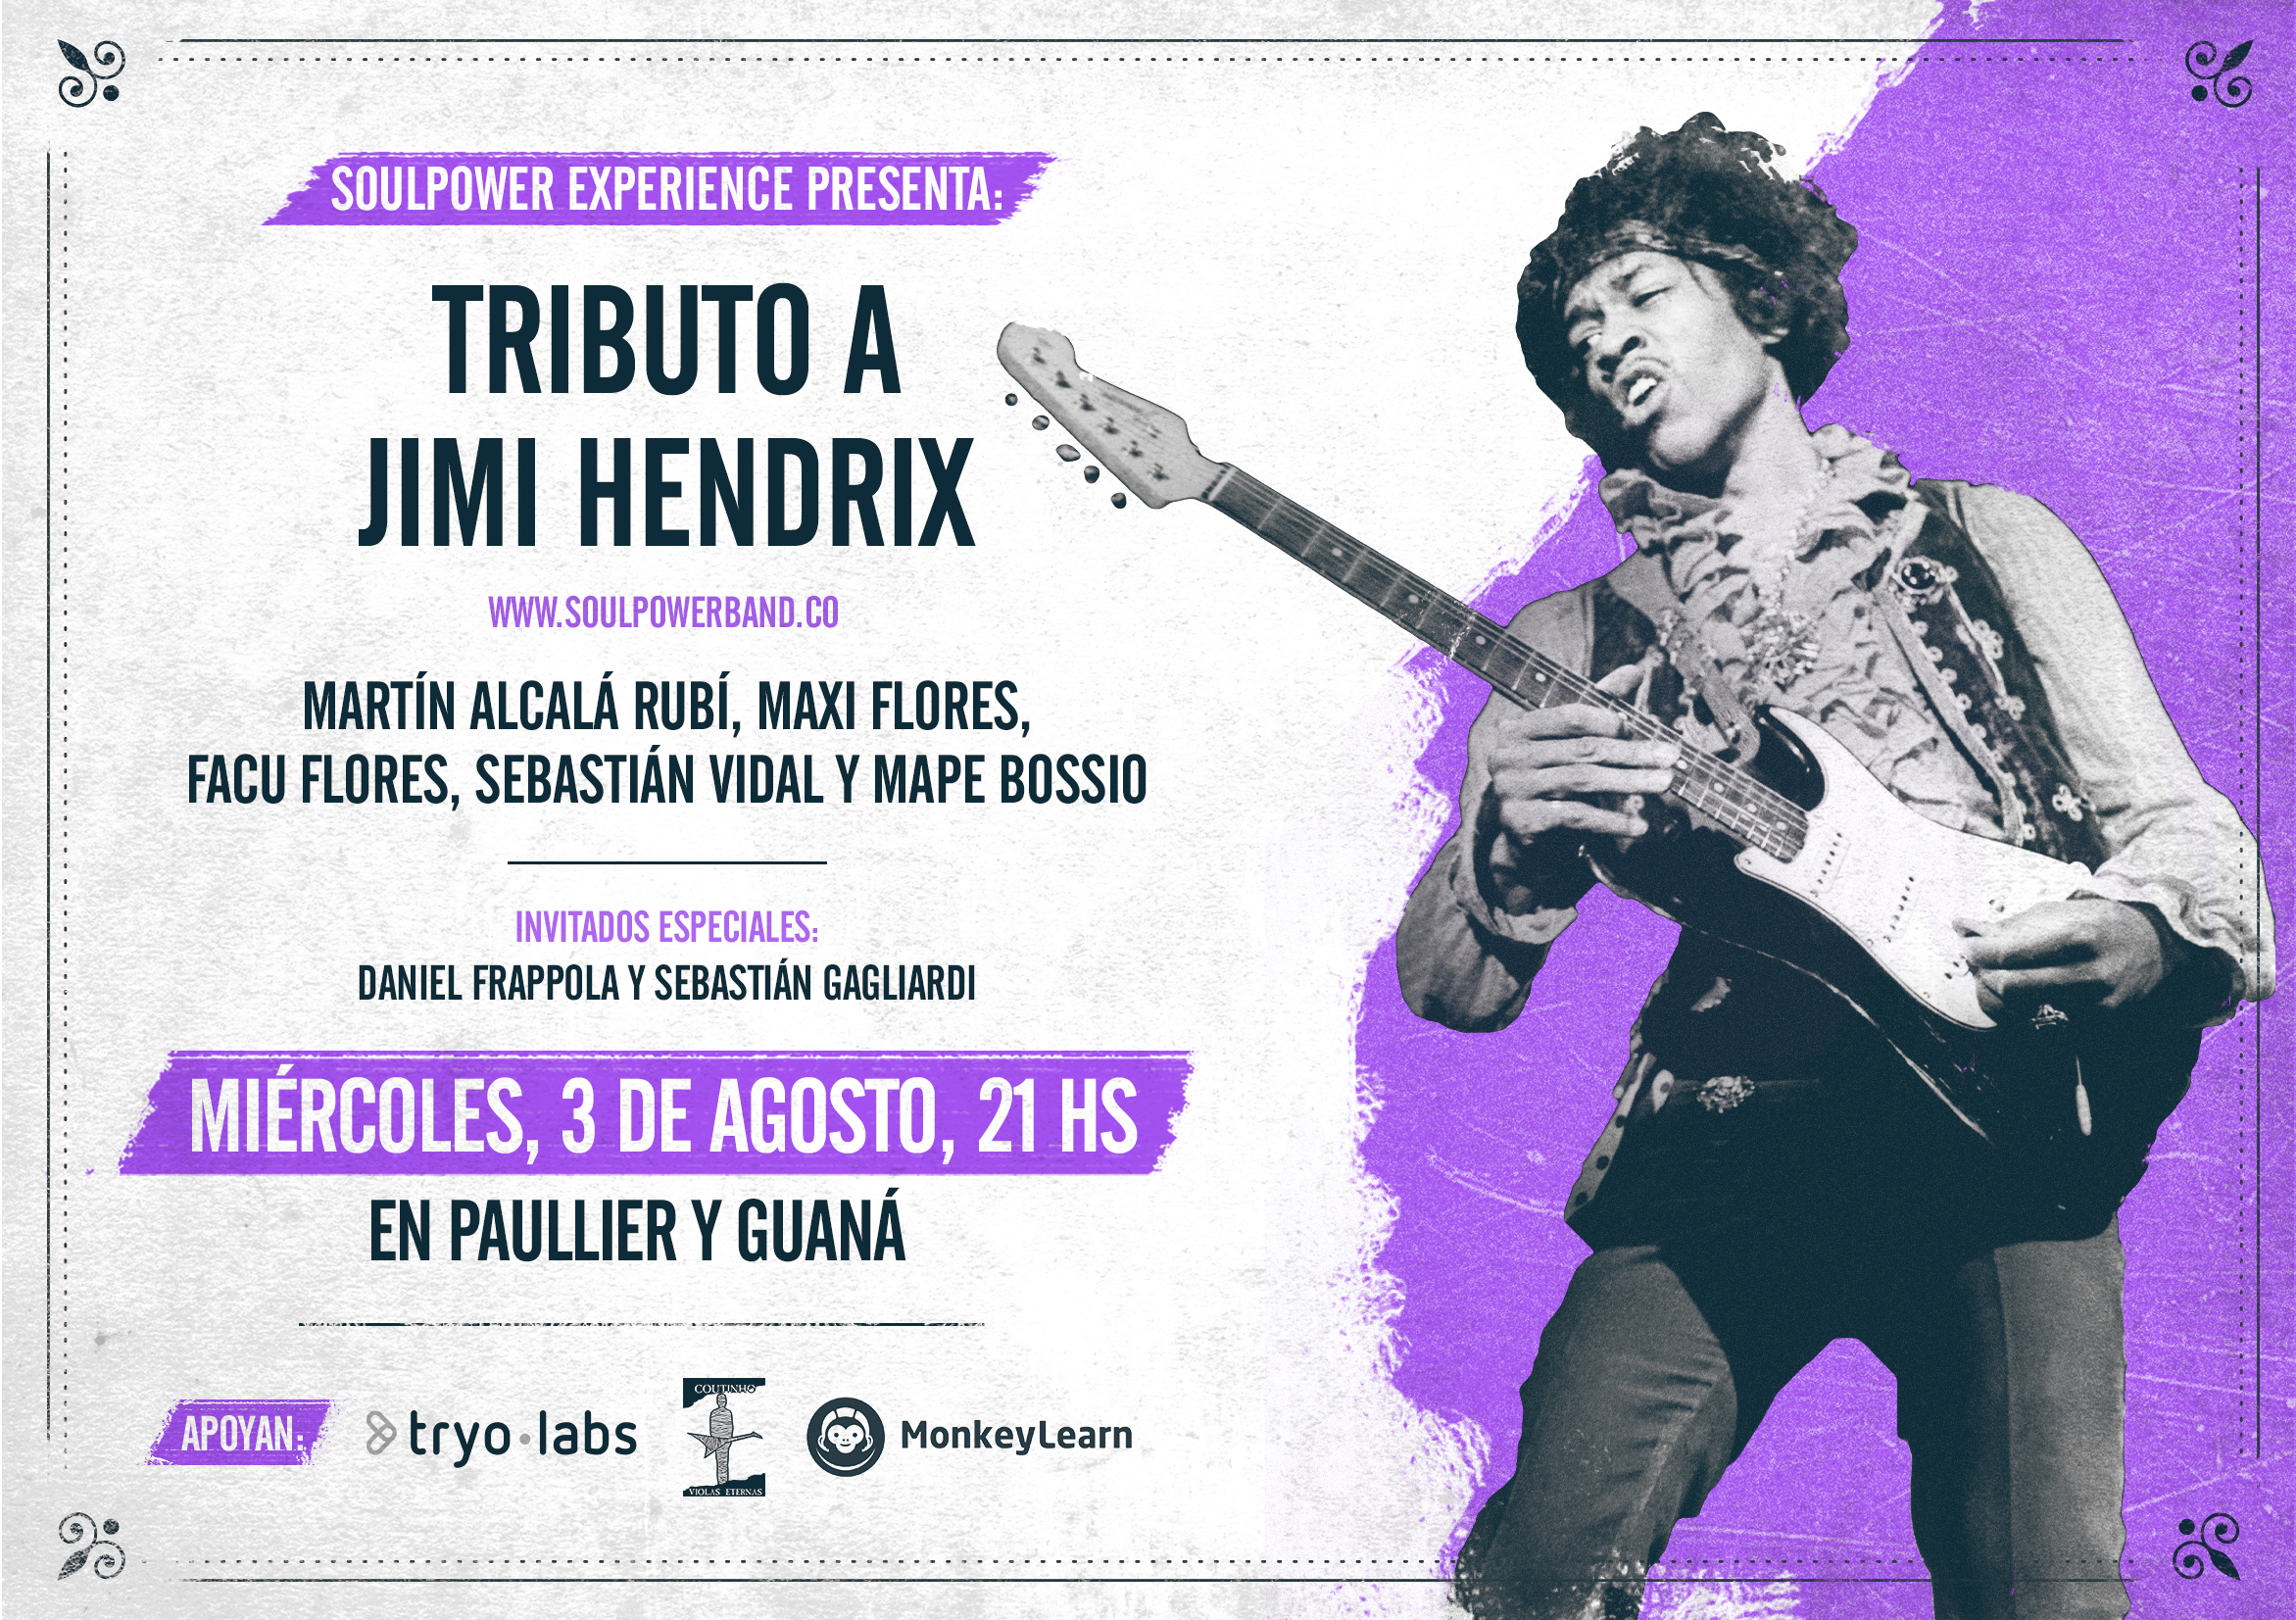 SOULPOWER EXPERIENCE PRESENTA:
TRIBUTO A
JIMI HENDRIX
WWW.SOULPOWERBAND.CO
MARTÍN ALCALÁ RUBÍ, MAXI FLORES,
FACU FLORES, SEBASTIÁN VIDAL Y MAPE BOSSIO
INVITADOS ESPECIALES:
DANIEL FRAPPOLA Y SEBASTIÁN GAGLIARDI
MIÉRCOLES, 3 DE AGOSTO, 21 HS
EN PAULLIER Y GUANÁ
APOYAN:
tryo·labs
COUTINHO
VIOLAS ETERNAS
MonkeyLearn